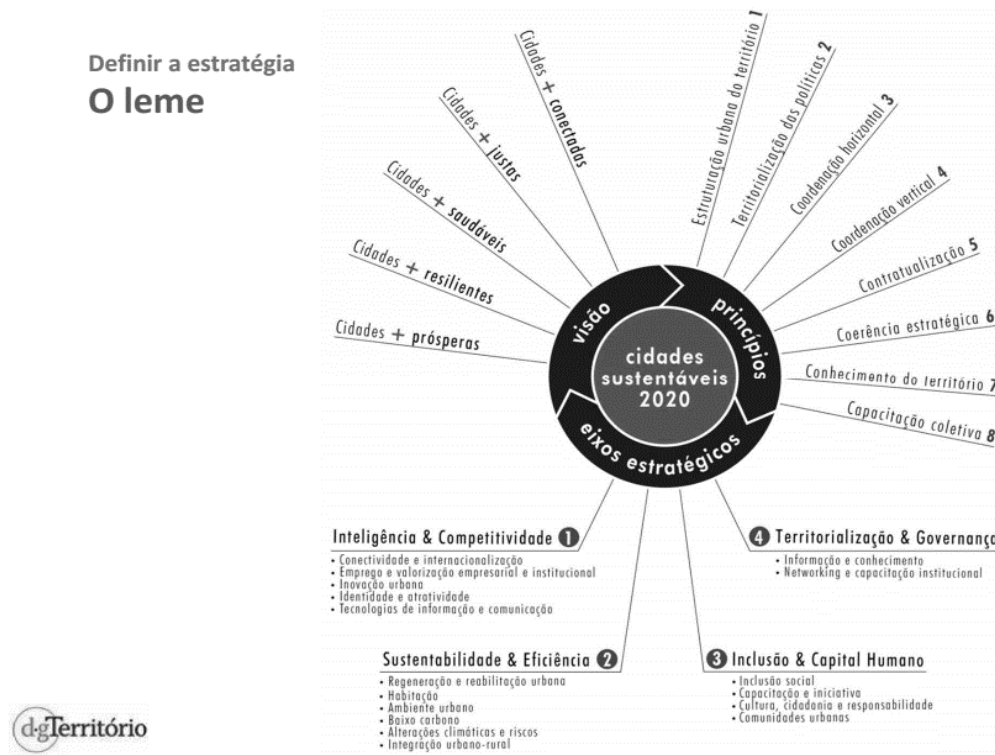 Definir a estratégia
O leme
Cidades + conectadas
Cidades + justas
Cidades + saudáveis
Cidades + resilientes
Cidades + prósperas
Estruturação urbana do território 1
Territorialização das políticas 2
Coordenação horizontal 3
Coordenação vertical 4
Contratualização 5
Coerência estratégica 6
Conhecimento do território 7
Capacitação coletiva 8
visão
princípios
eixos estratégicos
cidades
sustentáveis
2020
Inteligência & Competitividade 1
• Conectividade e internacionalização
• Emprego e valorização empresarial e institucional
• Inovação urbana
• Identidade e atratividade
• Tecnologias de informação e comunicação
Sustentabilidade & Eficiência 2
• Regeneração e reabilitação urbana
• Habitação
• Ambiente urbano
• Baixo carbono
• Alterações climáticas e riscos
• Integração urbano-rural
3 Inclusão & Capital Humano
• Inclusão social
• Capacitação e iniciativa
• Cultura, cidadania e responsabilidade
• Comunidades urbanas
4 Territorialização & Governança
• Informação e conhecimento
• Networking e capacitação institucional
d·gTerritório